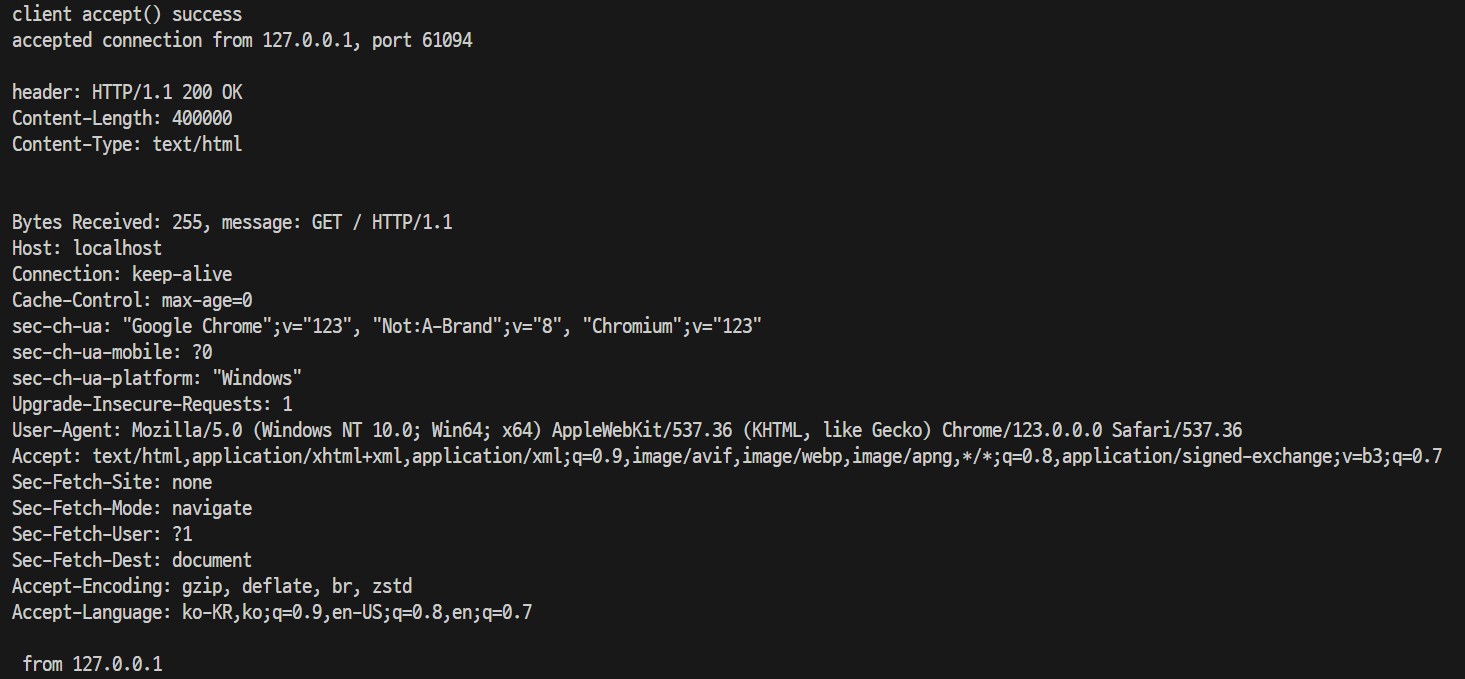 client accept() success
accepted connection from 127.0.0.1, port 61094
header: HTTP/1.1 200 OK
Content-Length: 400000
Content-Type: text/html
Bytes Received: 255, message: GET / HTTP/1.1
Host: localhost
Connection: keep-alive
Cache-Control: max-age=0
sec-ch-ua: "Google Chrome";v="123", "Not:A-Brand";v="8", "Chromium";v="123"
sec-ch-ua-mobile: ?0
sec-ch-ua-platform: "Windows"
Upgrade-Insecure-Requests: 1
User-Agent: Mozilla/5.0 (Windows NT 10.0; Win64; x64) AppleWebKit/537.36 (KHTML, like Gecko) Chrome/123.0.0.0 Safari/537.36
Accept: text/html,application/xhtml+xml,application/xml;q=0.9,image/avif,image/webp,image/apng,*/*;q=0.8,application/signed-exchange;v=b3;q=0.7
Sec-Fetch-Site: none
Sec-Fetch-Mode: navigate
Sec-Fetch-User: ?1
Sec-Fetch-Dest: document
Accept-Encoding: gzip, deflate, br, zstd
Accept-Language: ko-KR,ko;q=0.9,en-US;q=0.8,en;q=0.7
from 127.0.0.1